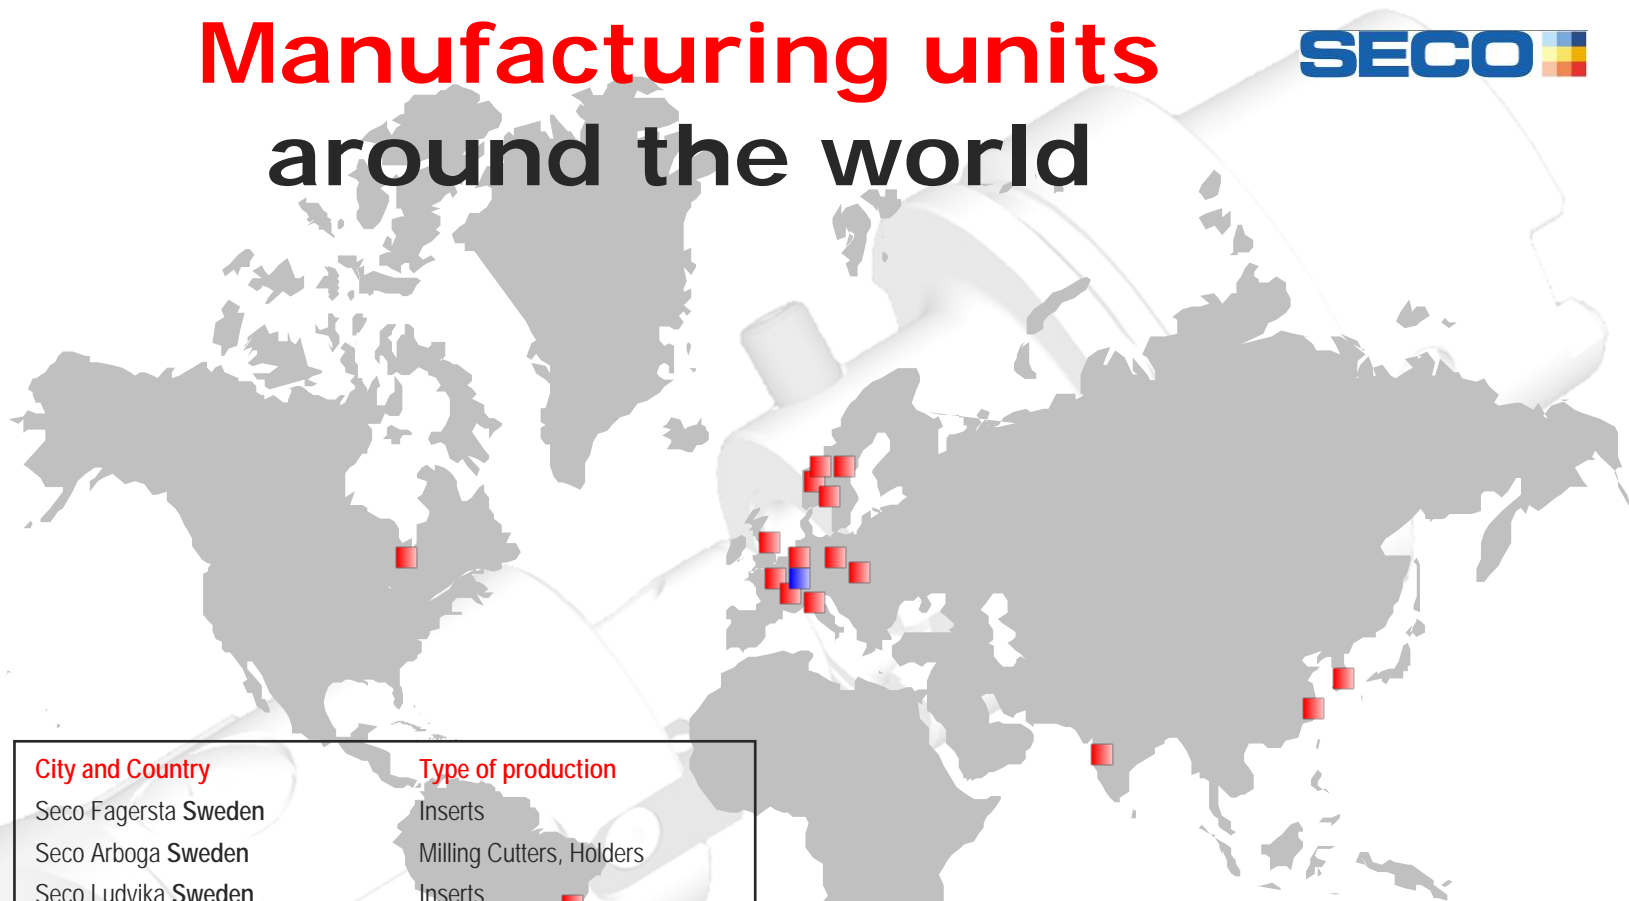 Manufacturing units
around the world
SECO
City and Country Type of production
Seco Fagersta Sweden Inserts
Seco Arboga Sweden Milling Cutters, Holders
Seco Ludvika Sweden Inserts